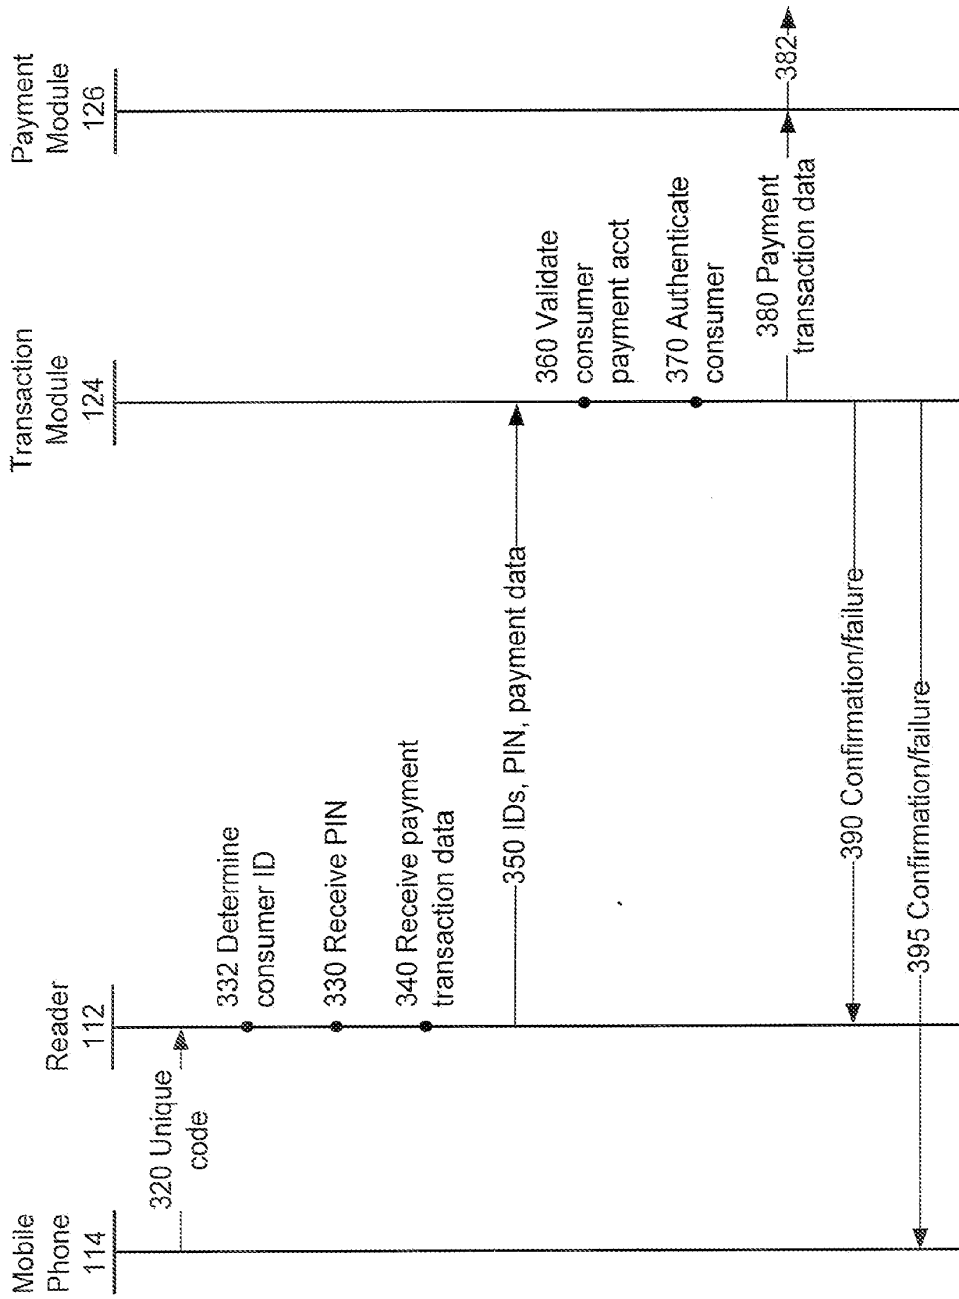 Mobile
Phone
114
Reader
112
Transaction
Module
124
Payment
Module
126
320 Unique
code
332 Determine
consumer ID
330 Receive PIN
340 Receive payment
transaction data
350 IDs, PIN, payment data
360 Validate
consumer
payment acct
370 Authenticate
consumer
380 Payment
transaction data
382
390 Confirmation/failure
395 Confirmation/failure